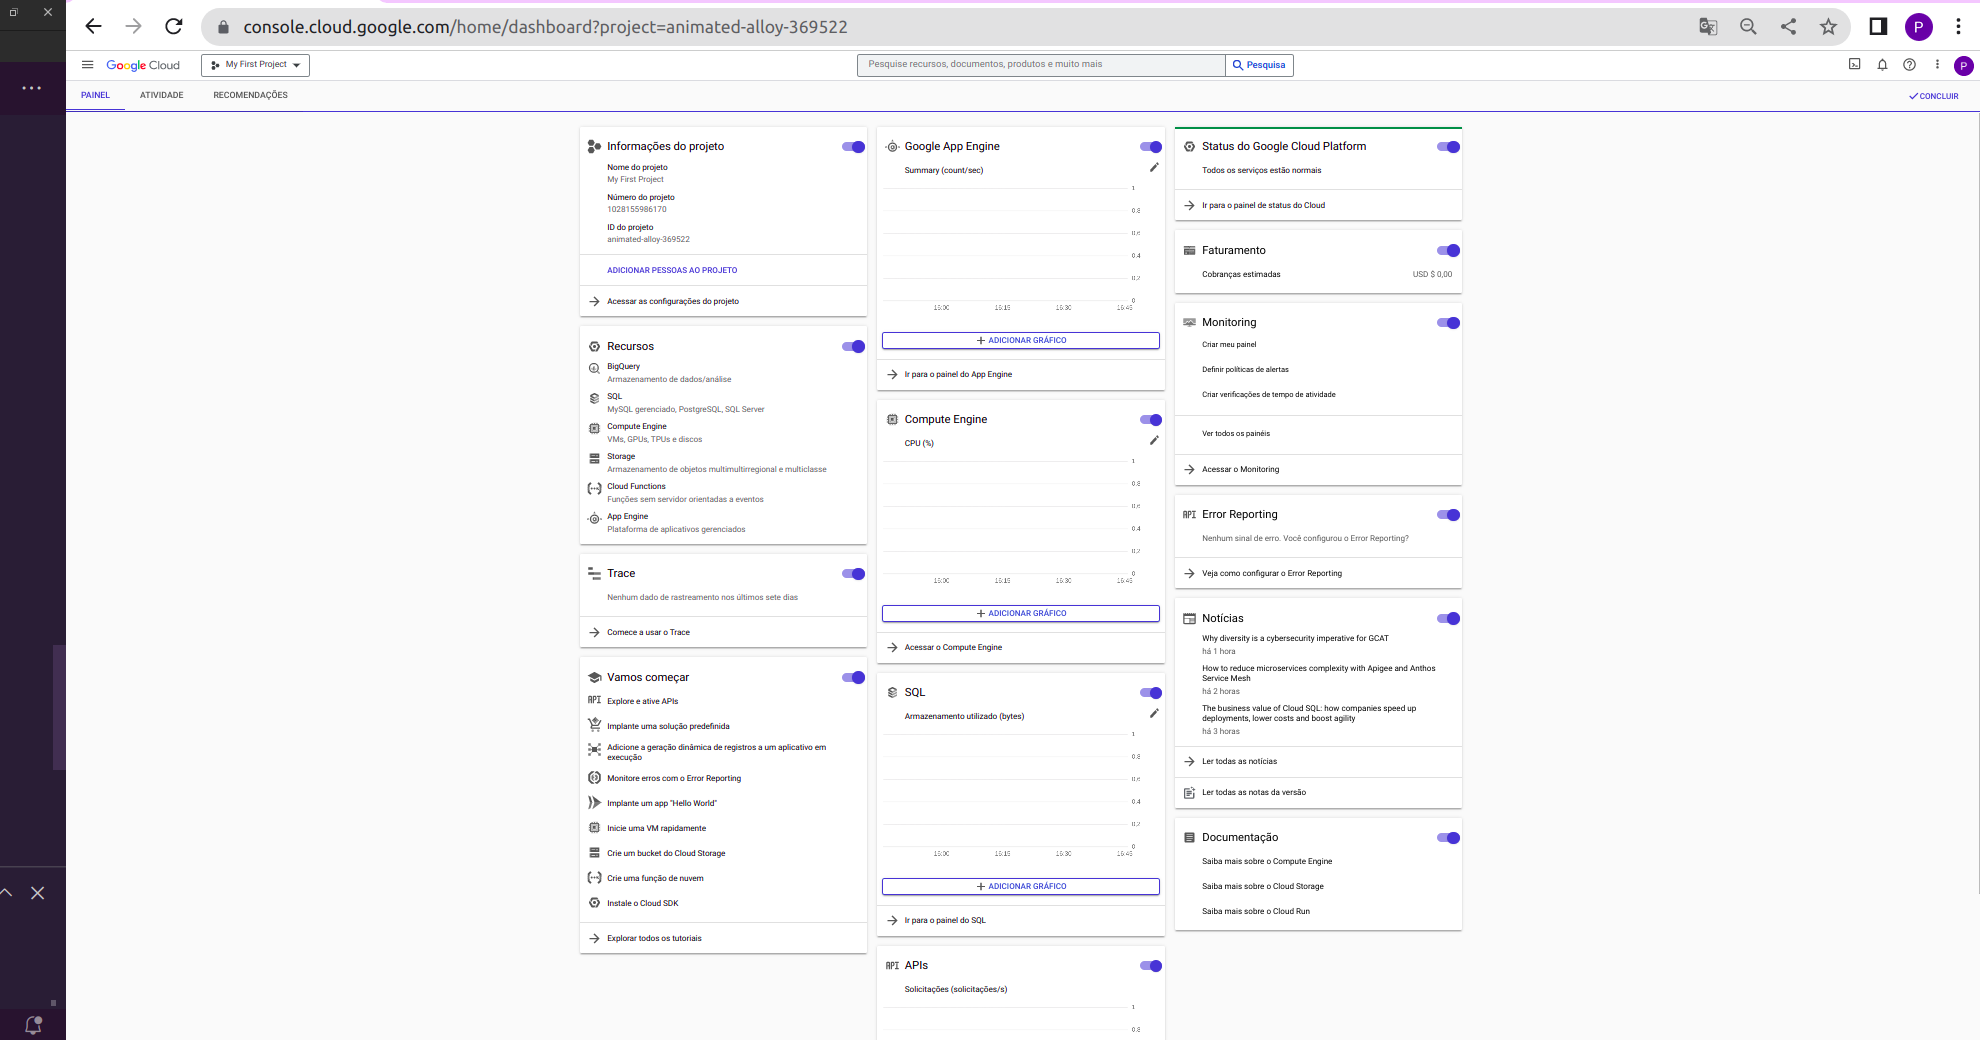 console.cloud.google.com/home/dashboard?project=animated-alloy-369522
P
Google Cloud
My First Project
Pesquise recursos, documentos, produtos e muito mais
Pesquisa
P
PAINEL
ATIVIDADE
RECOMENDAÇÕES
CONCLUIR
Informações do projeto
Nome do projeto
My First Project
Número do projeto
1028155986170
ID do projeto
animated-alloy-369522
ADICIONAR PESSOAS AO PROJETO
Acessar as configurações do projeto
Recursos
BigQuery
Armazenamento de dados/análise
SQL
MySQL gerenciado, PostgreSQL, SQL Server
Compute Engine
VMs, GPUs, TPUs e discos
Storage
Armazenamento de objetos multimultirregional e multiclasse
Cloud Functions
Funções sem servidor orientadas a eventos
App Engine
Plataforma de aplicativos gerenciados
Trace
Nenhum dado de rastreamento nos últimos sete dias
Comece a usar o Trace
Vamos começar
API
Explore e ative APIs
Implante uma solução predefinida
Adicione a geração dinâmica de registros a um aplicativo em
execução
Monitore erros com o Error Reporting
Implante um app "Hello World"
Inicie uma VM rapidamente
Crie um bucket do Cloud Storage
Crie uma função de nuvem
Instale o Cloud SDK
Explorar todos os tutoriais
Google App Engine
Summary (count/sec)
1
0,8
0,6
0,4
0,2
0
16:00
16:15
16:30
16:45
ADICIONAR GRÁFICO
Ir para o painel do App Engine
Compute Engine
CPU (%)
1
0,8
0,6
0,4
0,2
0
16:00
16:15
16:30
16:45
ADICIONAR GRÁFICO
Acessar o Compute Engine
SQL
Armazenamento utilizado (bytes)
1
0,8
0,6
0,4
0,2
0
16:00
16:15
16:30
16:45
ADICIONAR GRÁFICO
Ir para o painel do SQL
API
APIs
Solicitações (solicitações/s)
1
0,8
Status do Google Cloud Platform
Todos os serviços estão normais
Ir para o painel de status do Cloud
Faturamento
Cobranças estimadas
USD $ 0,00
Monitoring
Criar meu painel
Definir políticas de alertas
Criar verificações de tempo de atividade
Ver todos os painéis
Acessar o Monitoring
API
Error Reporting
Nenhum sinal de erro. Você configurou o Error Reporting?
Veja como configurar o Error Reporting
Notícias
Why diversity is a cybersecurity imperative for GCAT
há 1 hora
How to reduce microservices complexity with Apigee and Anthos
Service Mesh
há 2 horas
The business value of Cloud SQL: how companies speed up
deployments, lower costs and boost agility
há 3 horas
Ler todas as notícias
Ler todas as notas da versão
Documentação
Saiba mais sobre o Compute Engine
Saiba mais sobre o Cloud Storage
Saiba mais sobre o Cloud Run